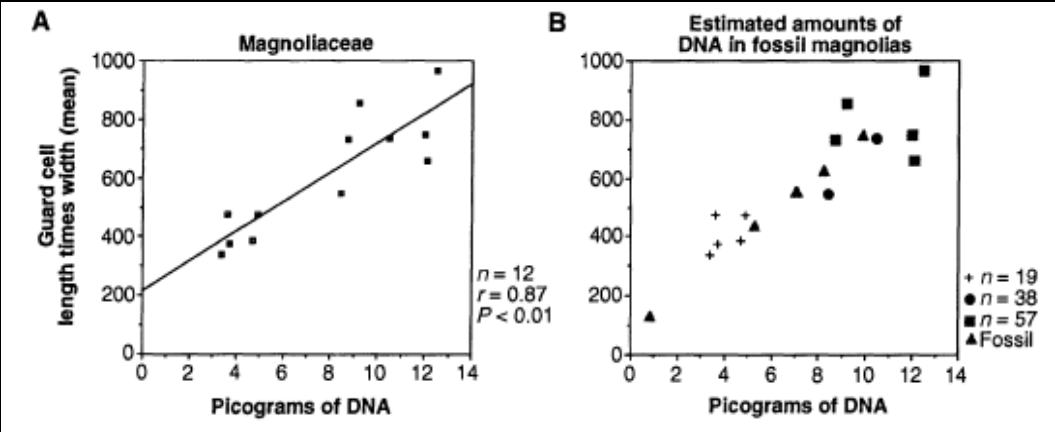 A
Magnoliaceae
Guard cell
length times width (mean)
1000
800
600
400
200
0
0 2 4 6 8 10 12 14
Picograms of DNA
n = 12
r = 0.87
P < 0.01
B
Estimated amounts of
DNA in fossil magnolias
1000
800
600
400
200
0
0 2 4 6 8 10 12 14
Picograms of DNA
+ n = 19
● n = 38
■ n = 57
▲ Fossil